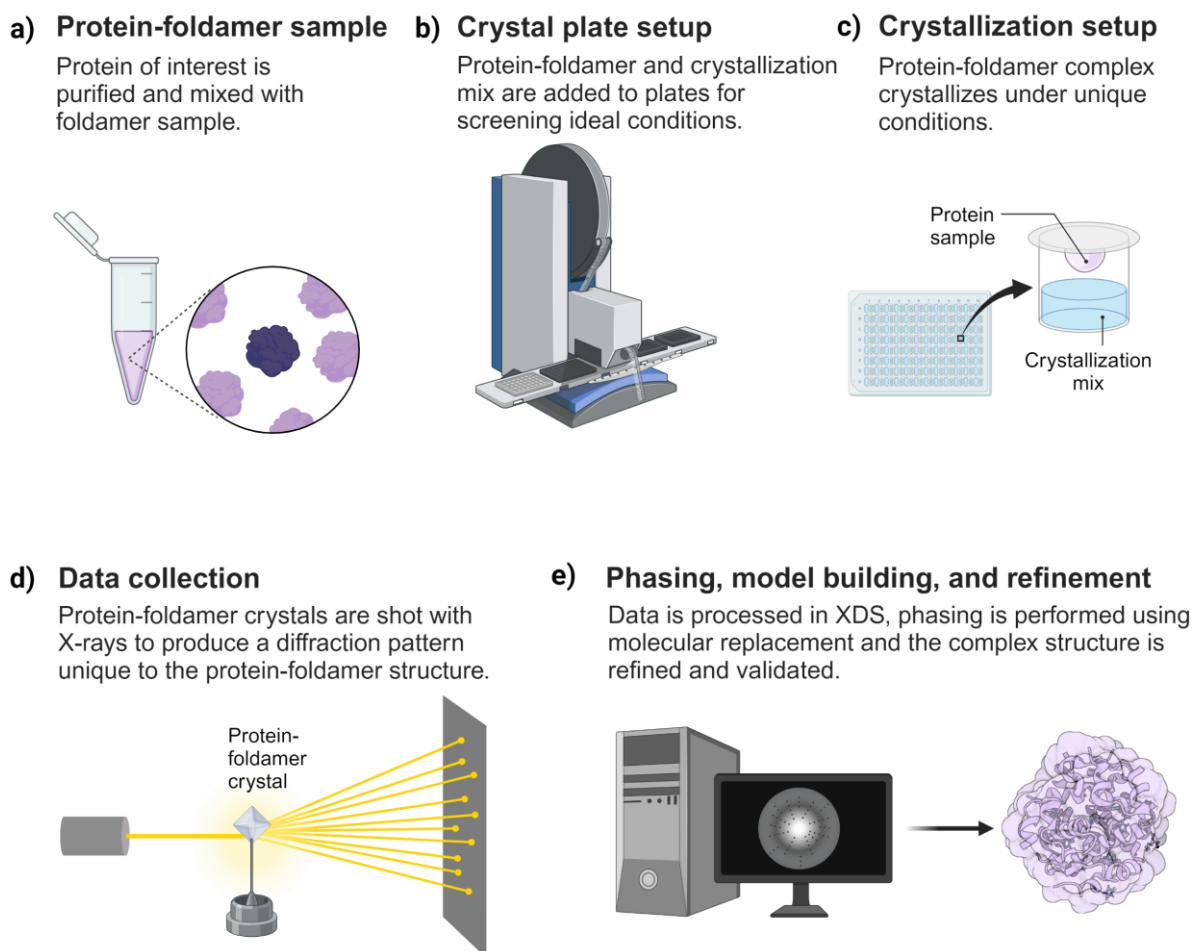 a) Protein-foldamer sample
Protein of interest is
purified and mixed with
foldamer sample.
b) Crystal plate setup
Protein-foldamer and crystallization
mix are added to plates for
screening ideal conditions.
c) Crystallization setup
Protein-foldamer complex
crystallizes under unique
conditions.
Protein
sample
Crystallization
mix
d) Data collection
Protein-foldamer crystals are shot with
X-rays to produce a diffraction pattern
unique to the protein-foldamer structure.
Protein-
foldamer
crystal
e) Phasing, model building, and refinement
Data is processed in XDS, phasing is performed using
molecular replacement and the complex structure is
refined and validated.